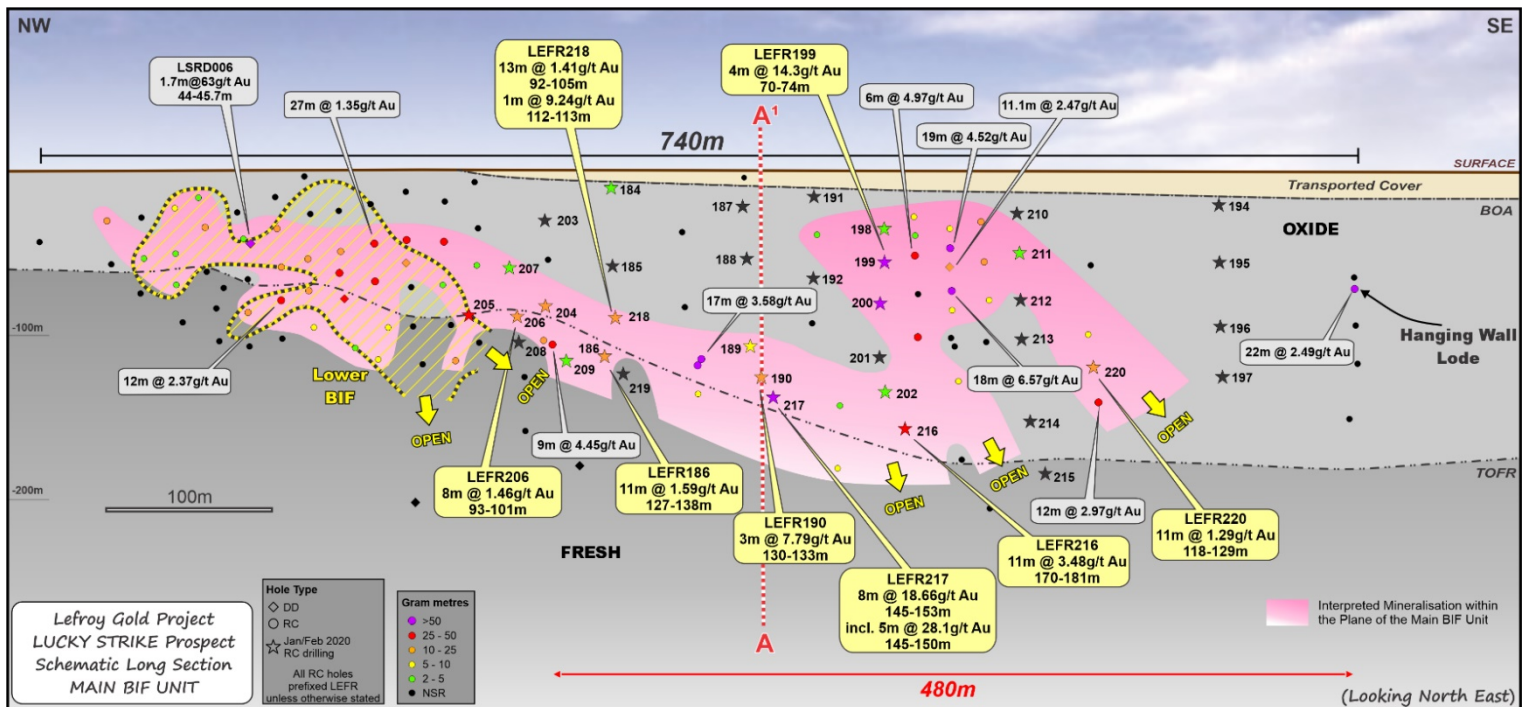 NW
SE
LSRD006
1.7m@63g/t Au
44-45.7m
27m @ 1.35g/t Au
LEFR218
13m @ 1.41g/t Au
92-105m
1m @ 9.24g/t Au
112-113m
LEFR199
4m @ 14.3g/t Au
70-74m
6m @ 4.97g/t Au
11.1m @ 2.47g/t Au
19m @ 4.52g/t Au
A¹
740m
SURFACE
Transported Cover
BOA
OXIDE
184
187
191
203
185
188
192
207
198
199
200
201
202
210
211
212
213
214
215
194
195
196
197
17m @ 3.58g/t Au
205
206
204
218
208
209
186
219
189
190
217
216
220
18m @ 6.57g/t Au
22m @ 2.49g/t Au
Hanging Wall
Lode
-100m
12m @ 2.37g/t Au
Lower
BIF
OPEN
OPEN
OPEN
OPEN
OPEN
TOFR
-200m
100m
9m @ 4.45g/t Au
LEFR206
8m @ 1.46g/t Au
93-101m
LEFR186
11m @ 1.59g/t Au
127-138m
LEFR190
3m @ 7.79g/t Au
130-133m
LEFR217
8m @ 18.66g/t Au
145-153m
incl. 5m @ 28.1g/t Au
145-150m
LEFR216
11m @ 3.48g/t Au
170-181m
12m @ 2.97g/t Au
LEFR220
11m @ 1.29g/t Au
118-129m
FRESH
A
480m
(Looking North East)
Lefroy Gold Project
LUCKY STRIKE Prospect
Schematic Long Section
MAIN BIF UNIT
Hole Type
DD
RC
Jan/Feb 2020
RC drilling
All RC holes
prefixed LEFR
unless otherwise stated
Gram metres
>50
25 - 50
10 - 25
5 - 10
2 - 5
NSR
Interpreted Mineralisation within
the Plane of the Main BIF Unit